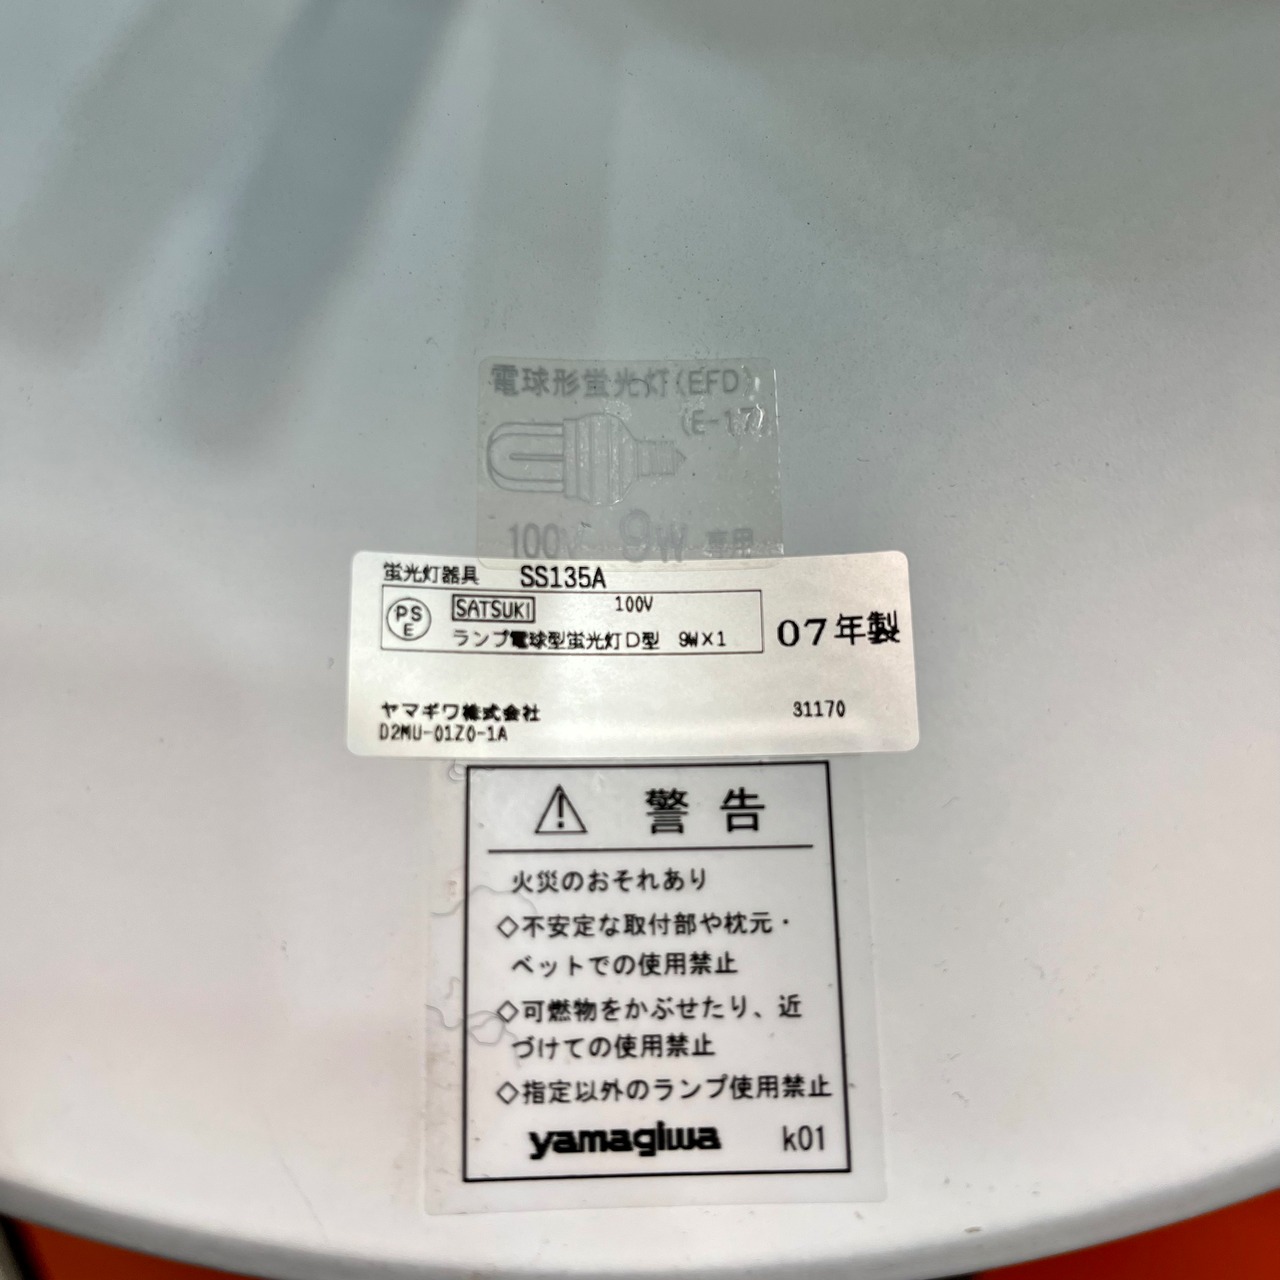 電球形蛍光灯(EFD)
(E-17)
100V 9W 専用
蛍光灯器具 SS135A
PSE SATSUKI 100V
ランプ電球型蛍光灯D型 9W×1
07年製
ヤマギワ株式会社 31170
D2MU-01Z0-1A
警告
火災のおそれあり
◇不安定な取付部や枕元・
ベットでの使用禁止
◇可燃物をかぶせたり、近
づけての使用禁止
◇指定以外のランプ使用禁止
yamagiwa k01